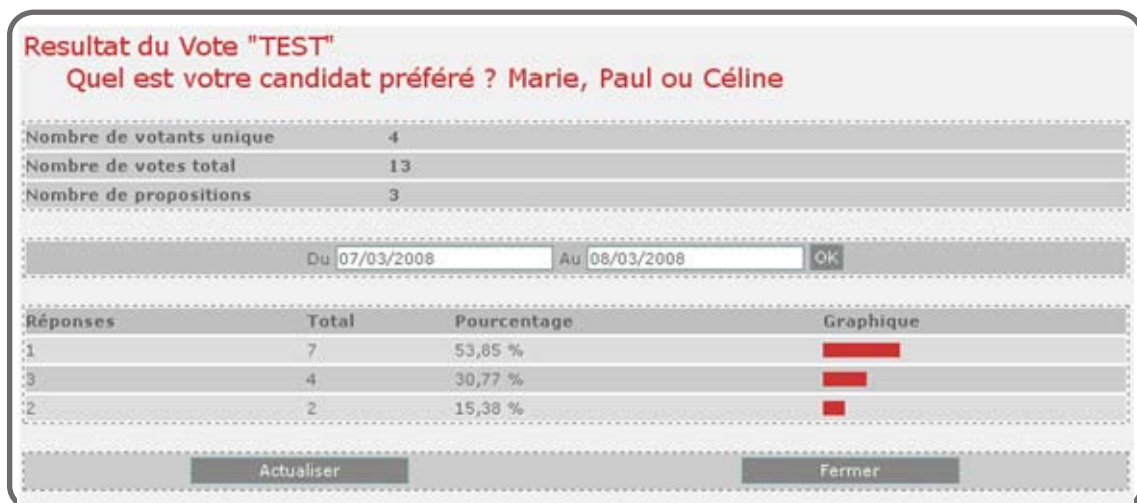 Resultat du Vote "TEST"
Quel est votre candidat préféré ? Marie, Paul ou Céline
Nombre de votants unique 4
Nombre de votes total 13
Nombre de propositions 3
Du 07/03/2008 Au 08/03/2008 OK
Réponses Total Pourcentage Graphique
1 7 53,85 %
3 4 30,77 %
2 2 15,38 %
Actualiser Fermer